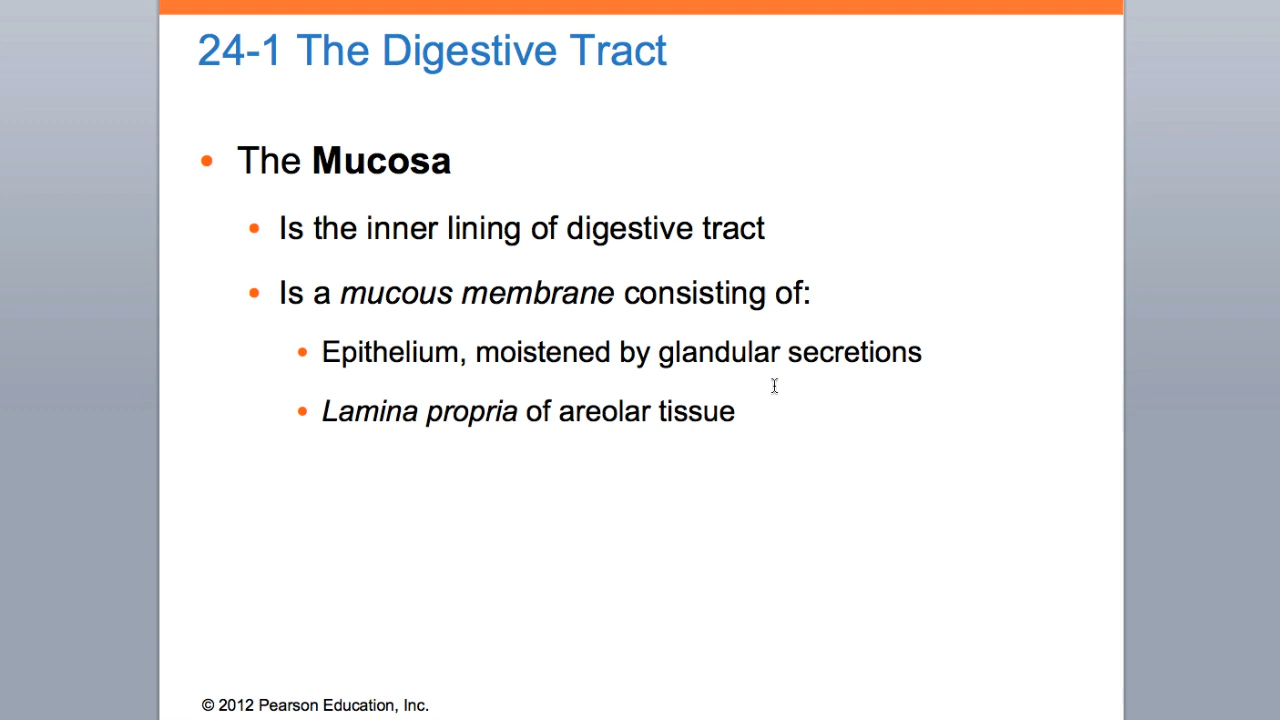 24-1 The Digestive Tract
• The Mucosa
• Is the inner lining of digestive tract
• Is a mucous membrane consisting of:
• Epithelium, moistened by glandular secretions
• Lamina propria of areolar tissue
© 2012 Pearson Education, Inc.